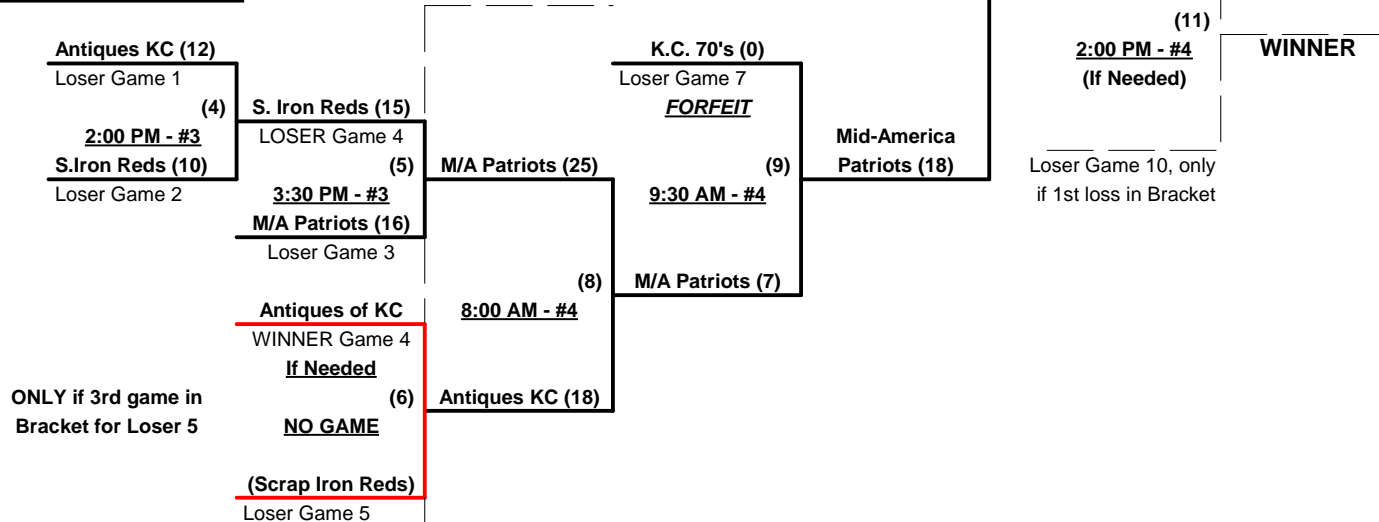 (11)
Antiques KC (12)
K.C. 70's (0)
2:00 PM - #4
WINNER
Loser Game 1
Loser Game 7
(If Needed)
(4)
S. Iron Reds (15)
FORFEIT
2:00 PM - #3
LOSER Game 4
Mid-America
S.Iron Reds (10)
(5)
M/A Patriots (25)
(9)
Patriots (18)
Loser Game 10, only
Loser Game 2
3:30 PM - #3
9:30 AM - #4
if 1st loss in Bracket
M/A Patriots (16)
Loser Game 3
(8)
M/A Patriots (7)
Antiques of KC
8:00 AM - #4
WINNER Game 4
If Needed
ONLY if 3rd game in
(6)
Antiques KC (18)
Bracket for Loser 5
NO GAME
(Scrap Iron Reds)
Loser Game 5